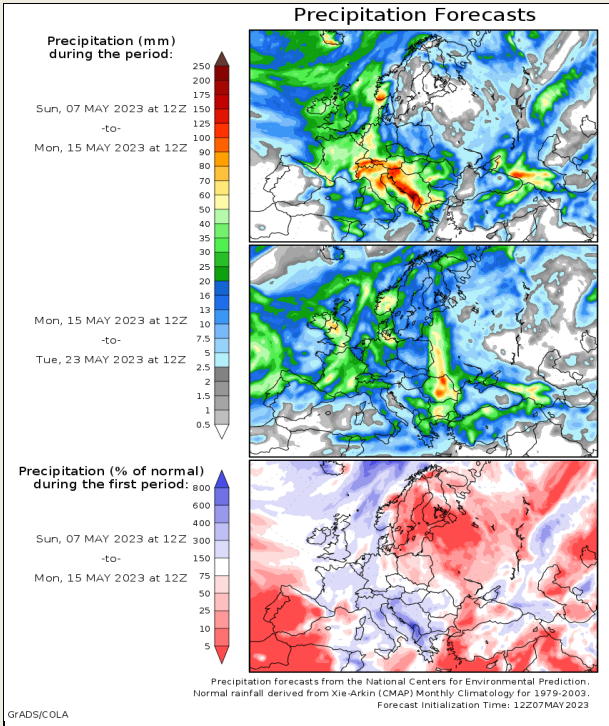 Precipitation Forecasts
Precipitation (mm)
during the period:
250
200
175
150
125
100
90
80
70
60
50
40
35
30
25
20
16
13
10
7.5
5
2.5
2
1.5
1
0.5
Sun, 07 MAY 2023 at 12Z
-to-
Mon, 15 MAY 2023 at 12Z
Mon, 15 MAY 2023 at 12Z
-to-
Tue, 23 MAY 2023 at 12Z
Precipitation (% of normal)
during the first period:
800
600
400
300
150
75
50
25
10
5
Sun, 07 MAY 2023 at 12Z
-to-
Mon, 15 MAY 2023 at 12Z
Precipitation forecasts from the National Centers for Environmental Prediction.
Normal rainfall derived from Xie-Arkin (CMAP) Monthly Climatology for 1979-2003.
Forecast Initialization Time: 12Z07MAY2023
GrADS/COLA